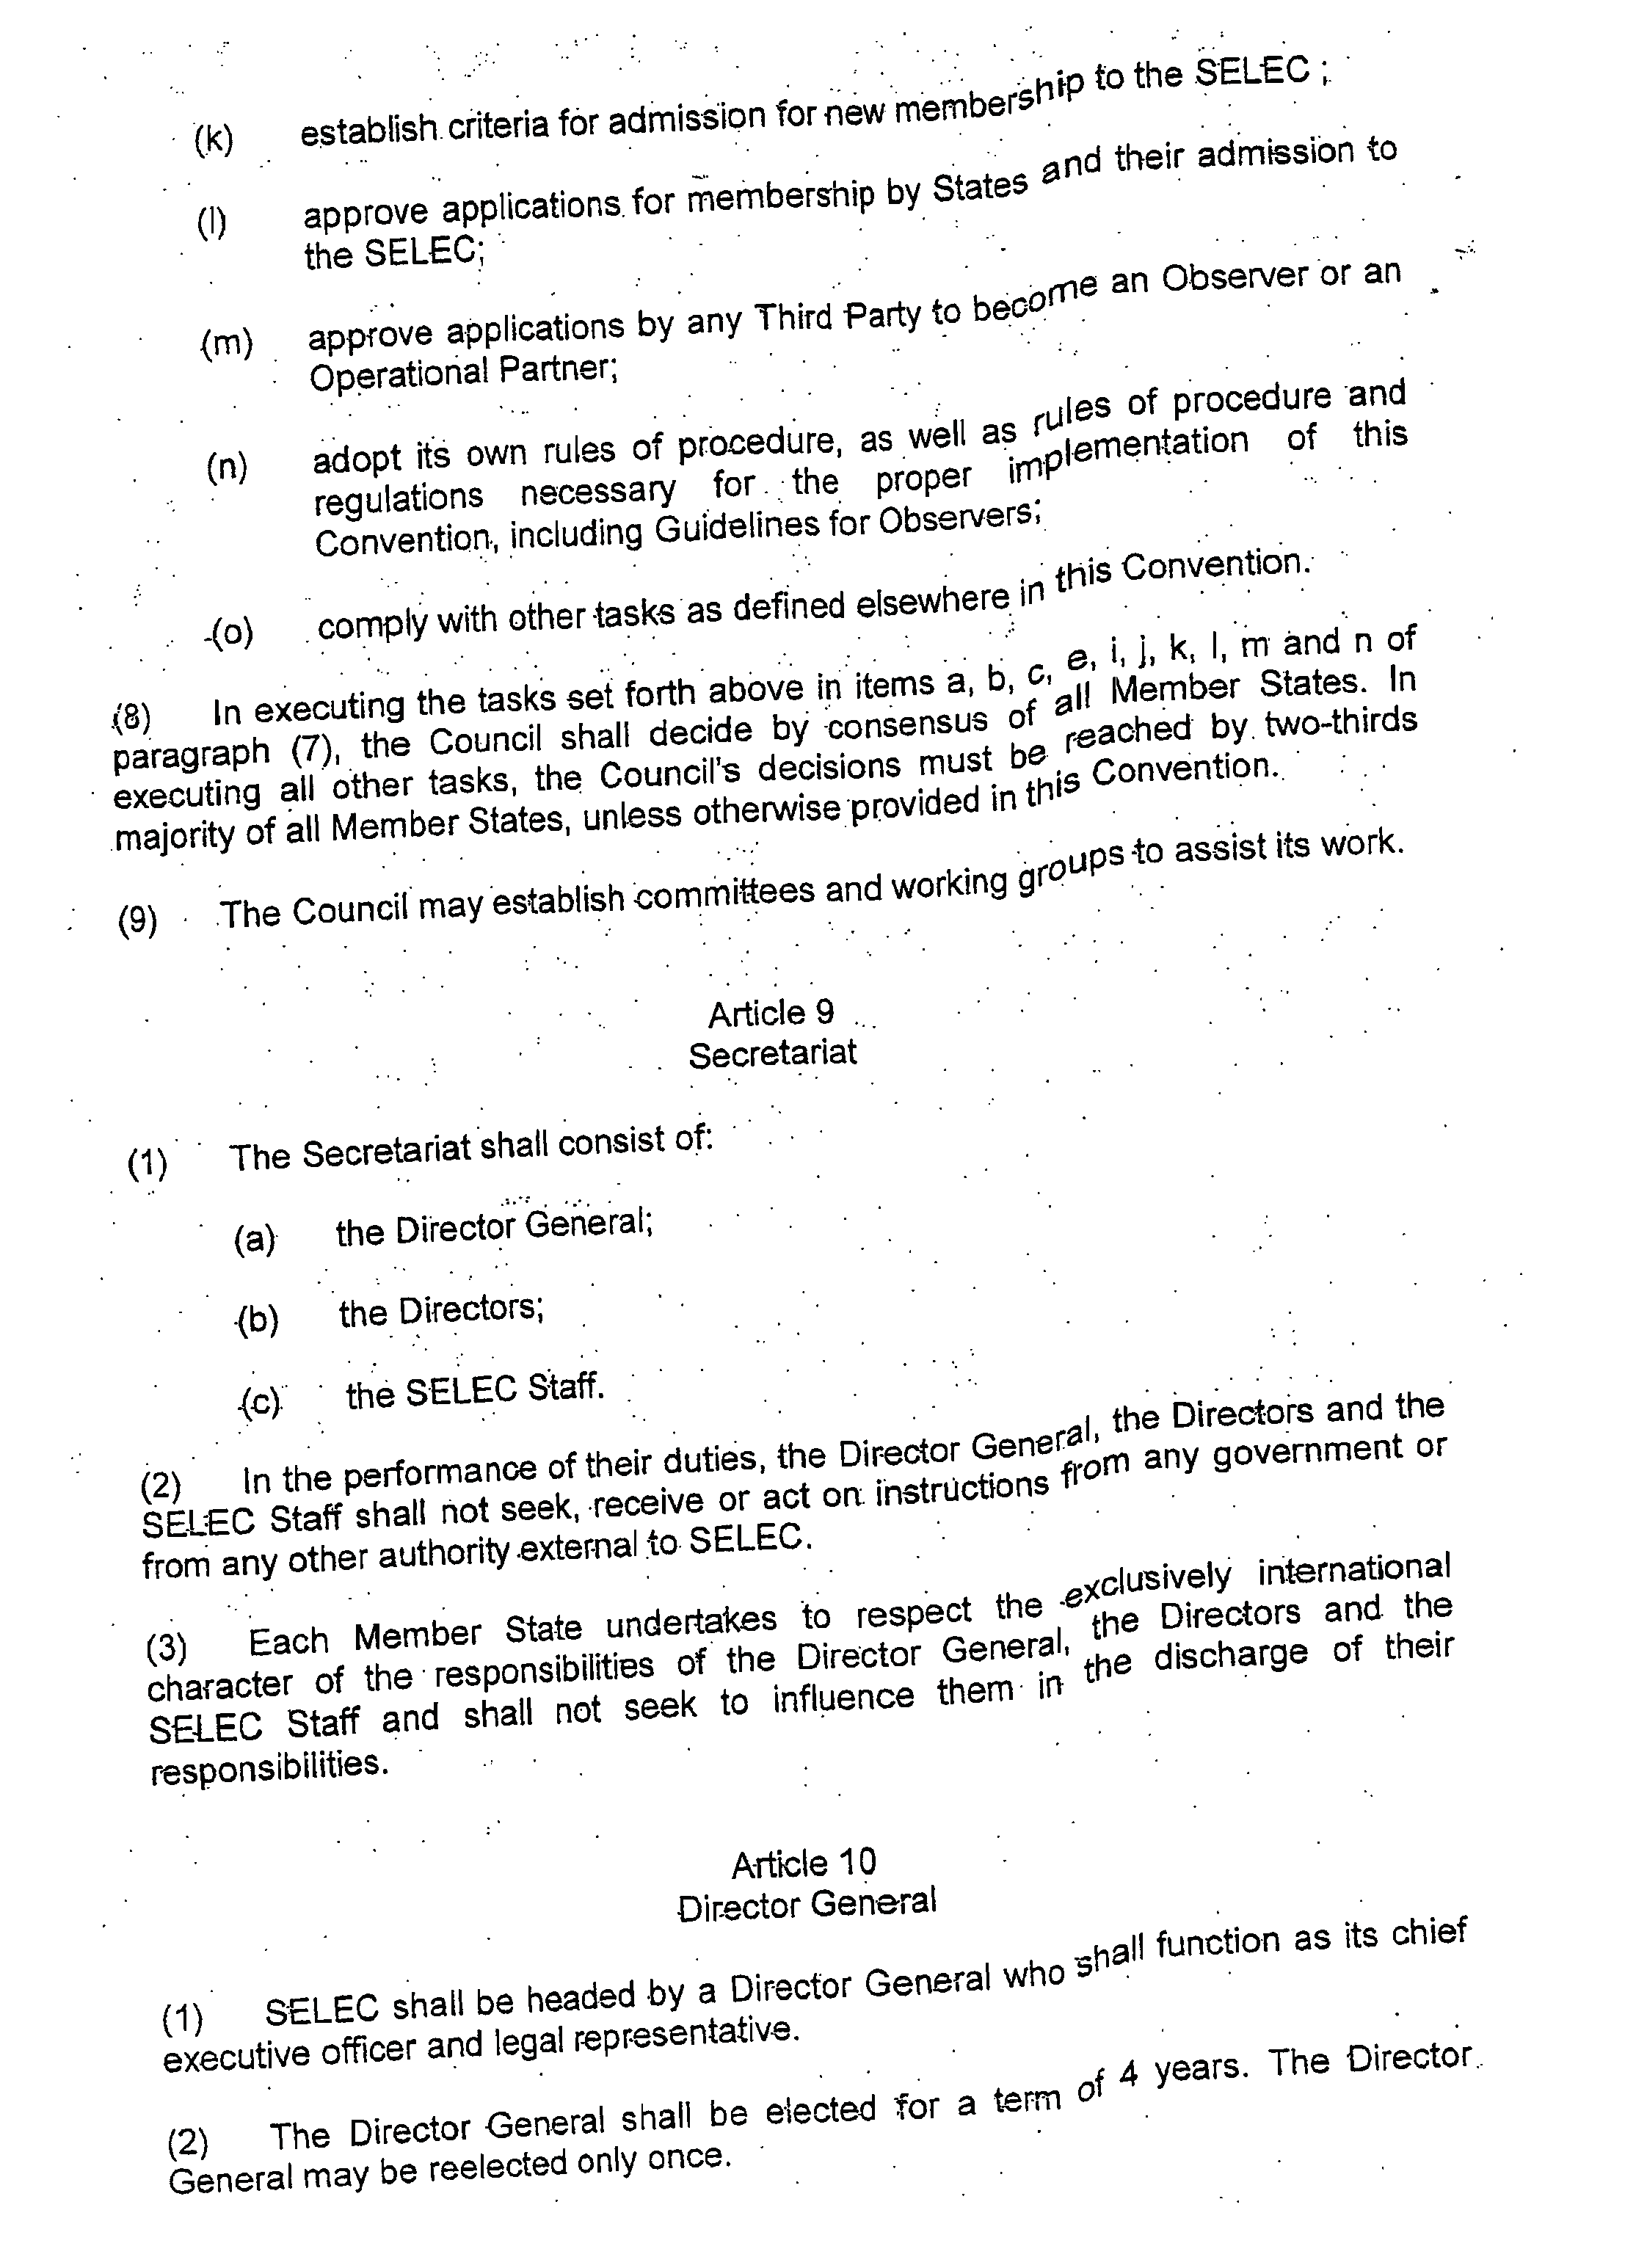 (k) establish criteria for admission for new membership to the SELEC ;
(l) approve applications for membership by States and their admission to
the SELEC;
(m) approve applications by any Third Party to become an Observer or an
Operational Partner;
(n) adopt its own rules of procedure, as well as rules of procedure and
regulations necessary for the proper implementation of this
Convention, including Guidelines for Observers;
(o) comply with other tasks as defined elsewhere in this Convention.
(8) In executing the tasks set forth above in items a, b, c, e, i, j, k, l, m and n of
paragraph (7), the Council shall decide by consensus of all Member States. In
executing all other tasks, the Council's decisions must be reached by two-thirds
majority of all Member States, unless otherwise provided in this Convention.
(9) The Council may establish committees and working groups to assist its work.
Article 9
Secretariat
(1) The Secretariat shall consist of:
(a) the Director General;
(b) the Directors;
(c) the SELEC Staff.
(2) In the performance of their duties, the Director General, the Directors and the
SELEC Staff shall not seek, receive or act on instructions from any government or
from any other authority external to SELEC.
(3) Each Member State undertakes to respect the exclusively international
character of the responsibilities of the Director General, the Directors and the
SELEC Staff and shall not seek to influence them in the discharge of their
responsibilities.
Article 10
Director General
(1) SELEC shall be headed by a Director General who shall function as its chief
executive officer and legal representative.
(2) The Director General shall be elected for a term of 4 years. The Director
General may be reelected only once.